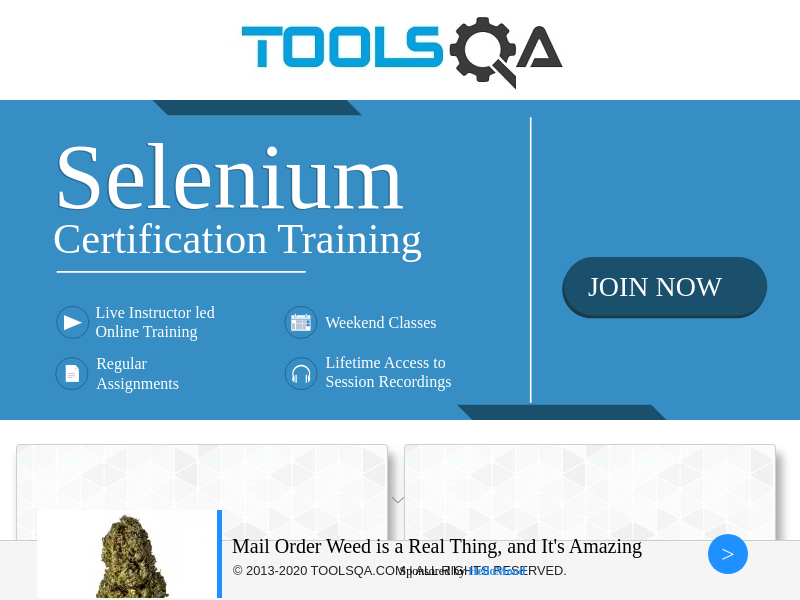 TOOLSQA
Selenium
Certification Training
Live Instructor led
Online Training
Weekend Classes
Regular
Assignments
Lifetime Access to
Session Recordings
JOIN NOW
Mail Order Weed is a Real Thing, and It's Amazing
© 2013-2020 TOOLSQA.COM | ALL RIGHTS RESERVED.
Sponsored by